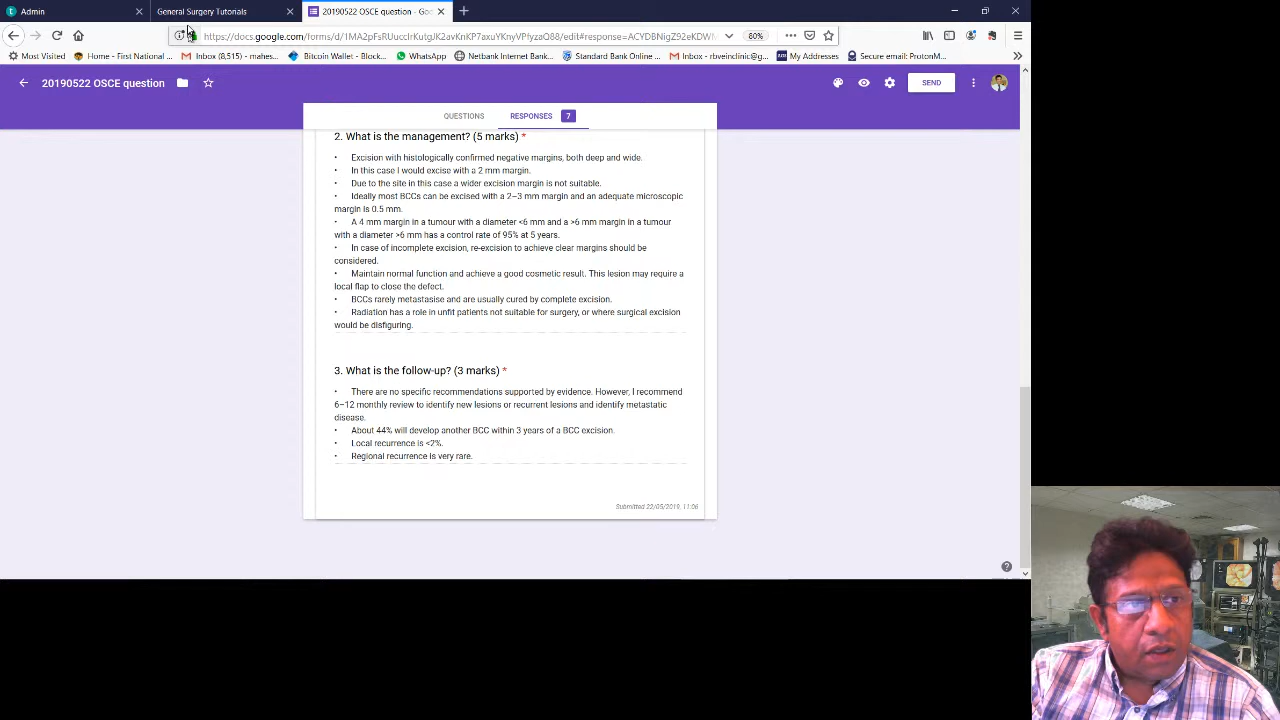 Admin
General Surgery Tutorials
20190522 OSCE question - Goo
80%
Most Visited
Home - First National ...
Inbox (8,515) - mahes...
Bitcoin Wallet - Block...
WhatsApp
Netbank Internet Bank...
Standard Bank Online ...
Inbox - rbveinclinic@g...
My Addresses
Secure email: ProtonM...
20190522 OSCE question
SEND
QUESTIONS
RESPONSES
7
2. What is the management? (5 marks) *
• Excision with histologically confirmed negative margins, both deep and wide.
• In this case I would excise with a 2 mm margin.
• Due to the site in this case a wider excision margin is not suitable.
• Ideally most BCCs can be excised with a 2–3 mm margin and an adequate microscopic
margin is 0.5 mm.
• A 4 mm margin in a tumour with a diameter <6 mm and a >6 mm margin in a tumour
with a diameter >6 mm has a control rate of 95% at 5 years.
• In case of incomplete excision, re-excision to achieve clear margins should be
considered.
• Maintain normal function and achieve a good cosmetic result. This lesion may require a
local flap to close the defect.
• BCCs rarely metastasise and are usually cured by complete excision.
• Radiation has a role in unfit patients not suitable for surgery, or where surgical excision
would be disfiguring.
3. What is the follow-up? (3 marks) *
• There are no specific recommendations supported by evidence. However, I recommend
6–12 monthly review to identify new lesions or recurrent lesions and identify metastatic
disease.
• About 44% will develop another BCC within 3 years of a BCC excision.
• Local recurrence is <2%.
• Regional recurrence is very rare.
Submitted 22/05/2019, 11:06